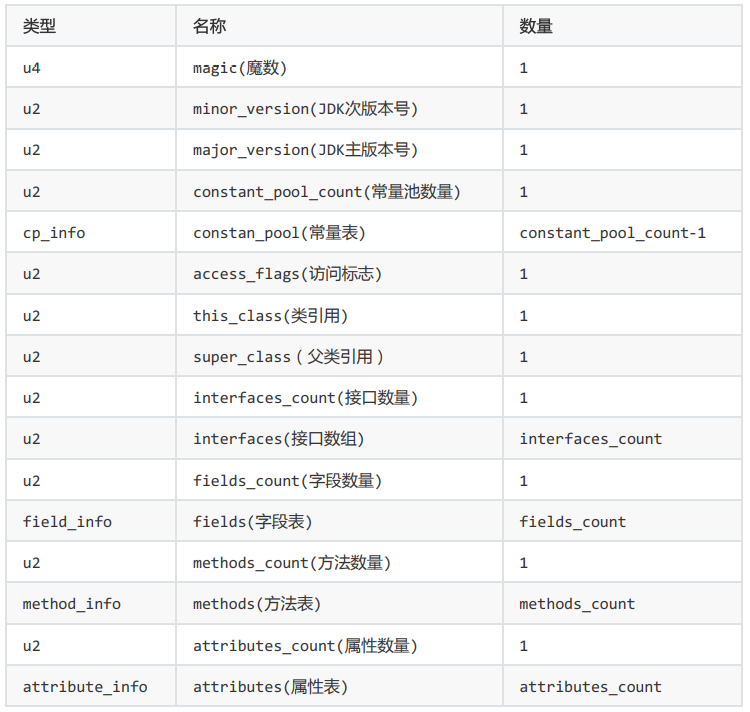 类型 名称 数量
u4 magic(魔数) 1
u2 minor_version(JDK次版本号) 1
u2 major_version(JDK主版本号) 1
u2 constant_pool_count(常量池数量) 1
cp_info constan_pool(常量表) constant_pool_count-1
u2 access_flags(访问标志) 1
u2 this_class(类引用) 1
u2 super_class（父类引用） 1
u2 interfaces_count(接口数量) 1
u2 interfaces(接口数组) interfaces_count
u2 fields_count(字段数量) 1
field_info fields(字段表) fields_count
u2 methods_count(方法数量) 1
method_info methods(方法表) methods_count
u2 attributes_count(属性数量) 1
attribute_info attributes(属性表) attributes_count